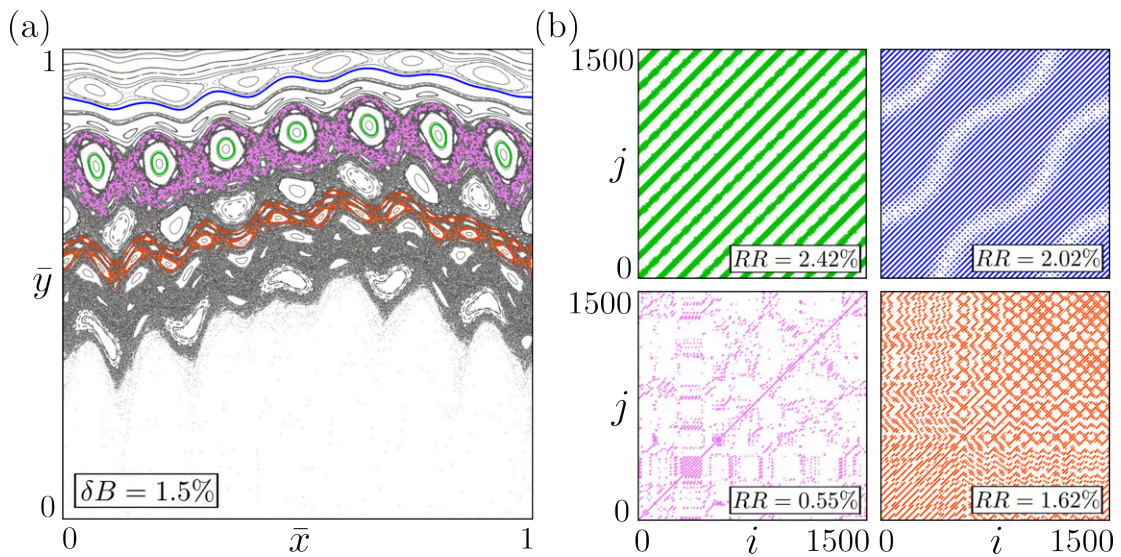 (a)
1
ȳ
0
δB = 1.5%
0
x̄
1
(b)
1500
j
0
RR = 2.42%
RR = 2.02%
1500
j
0
RR = 0.55%
RR = 1.62%
0
i
1500
0
i
1500